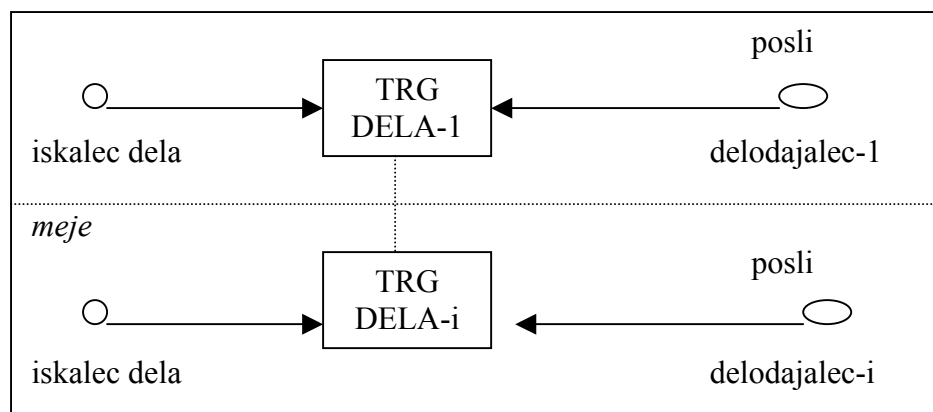 posli
TRG
DELA-1
iskalec dela
delodajalec-1
meje
posli
TRG
DELA-i
iskalec dela
delodajalec-i